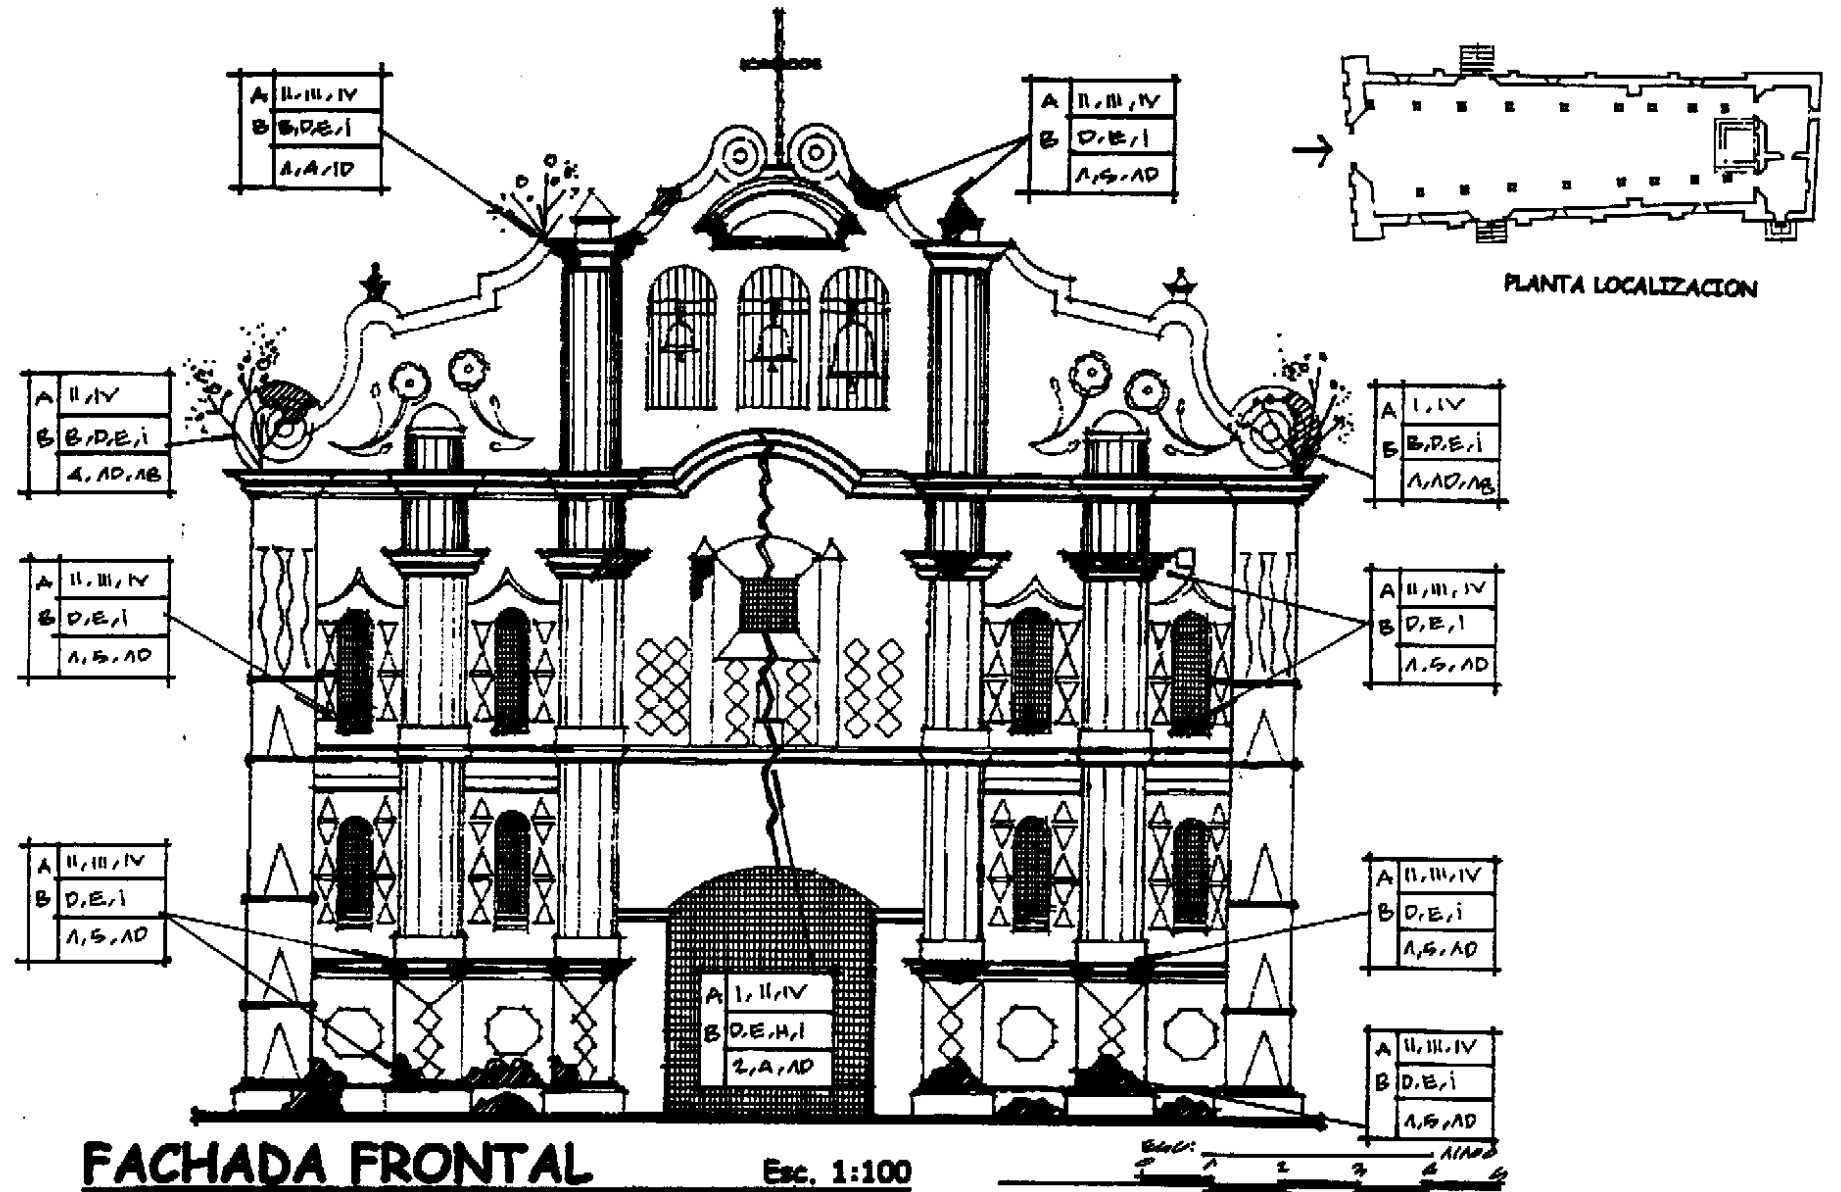 A II, III, IV
B B,D,E,I
1,4,10
A II, III, IV
B D,E,I
1,5,10
PLANTA LOCALIZACION
A II, IV
B B,D,E,I
4,10,18
A I, IV
B B,D,E,I
1,10,18
A II, III, IV
B D,E,I
1,5,10
A II, III, IV
B D,E,I
1,5,10
A II, III, IV
B D,E,I
1,5,10
A II, III, IV
B D,E,I
1,5,10
A I, II, IV
B D,E,H,I
2,4,10
A II, III, IV
B D,E,I
1,5,10
FACHADA FRONTAL
Esc. 1:100
0 1 2 3 4 5